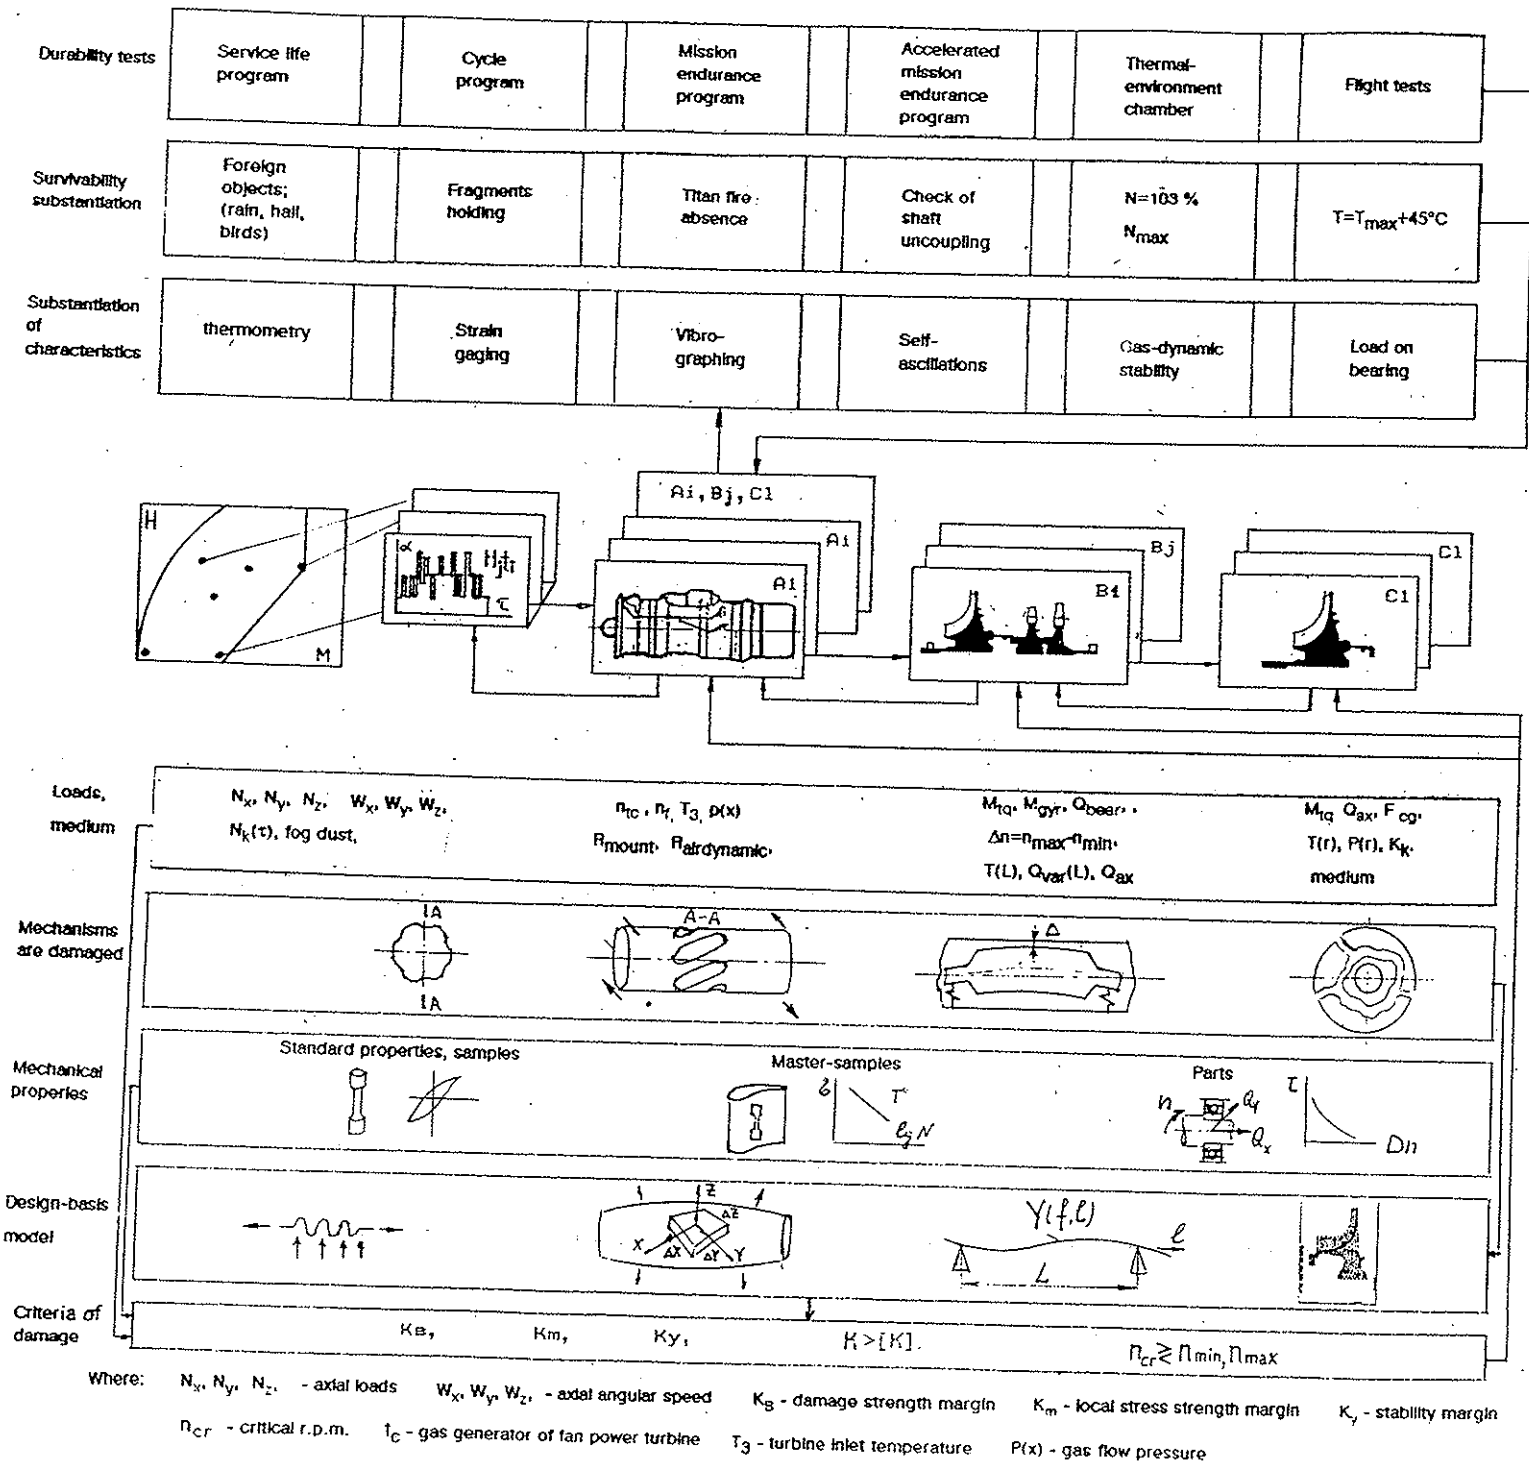 Durability tests
Service life
program
Cycle
program
Mission
endurance
program
Accelerated
mission
endurance
program
Thermal-
environment
chamber
Flight tests
Survivability
substantiation
Foreign
objects;
(rain, hail,
birds)
Fragments
holding
Titan fire
absence
Check of
shaft
uncoupling
N=103 %
Nmax
T=Tmax+45°C
Substantiation
of
characteristics
thermometry
Strain
gaging
Vibro-
graphing
Self-
ascillations
Gas-dynamic
stability
Load on
bearing
H
M
α
Hjti
τ
Ai, Bj, C1
Ai
A1
Bj
B1
C1
C1
Loads,
medium
Nx, Ny, Nz, Wx, Wy, Wz,
Nk(τ), fog dust,
ntc, nf, T3, p(x)
Rmount, Rairdynamic,
Mtq, Mgyr, Qbear, ,
Δn=nmax-nmin,
T(L), Qvar(L), Qax
Mtq Qax, Fcg,
T(r), P(r), Kk,
medium
Mechanisms
are damaged
A
A
A-A
Δ
Mechanical
properties
Standard properties, samples
Master-samples
T°
lg N
Parts
n
Qy
Qx
τ
Dn
Design-basis
model
Z
ΔZ
X
ΔX
ΔY
Y
Y(f,l)
l
L
Criteria of
damage
KB,
Km,
Ky,
K>[K].
ncr≷nmin,nmax
Where: Nx, Ny, Nz, - axial loads Wx, Wy, Wz, - axial angular speed KB - damage strength margin Km - local stress strength margin Ky - stability margin
ncr - critical r.p.m. tc - gas generator of fan power turbine T3 - turbine inlet temperature P(x) - gas flow pressure